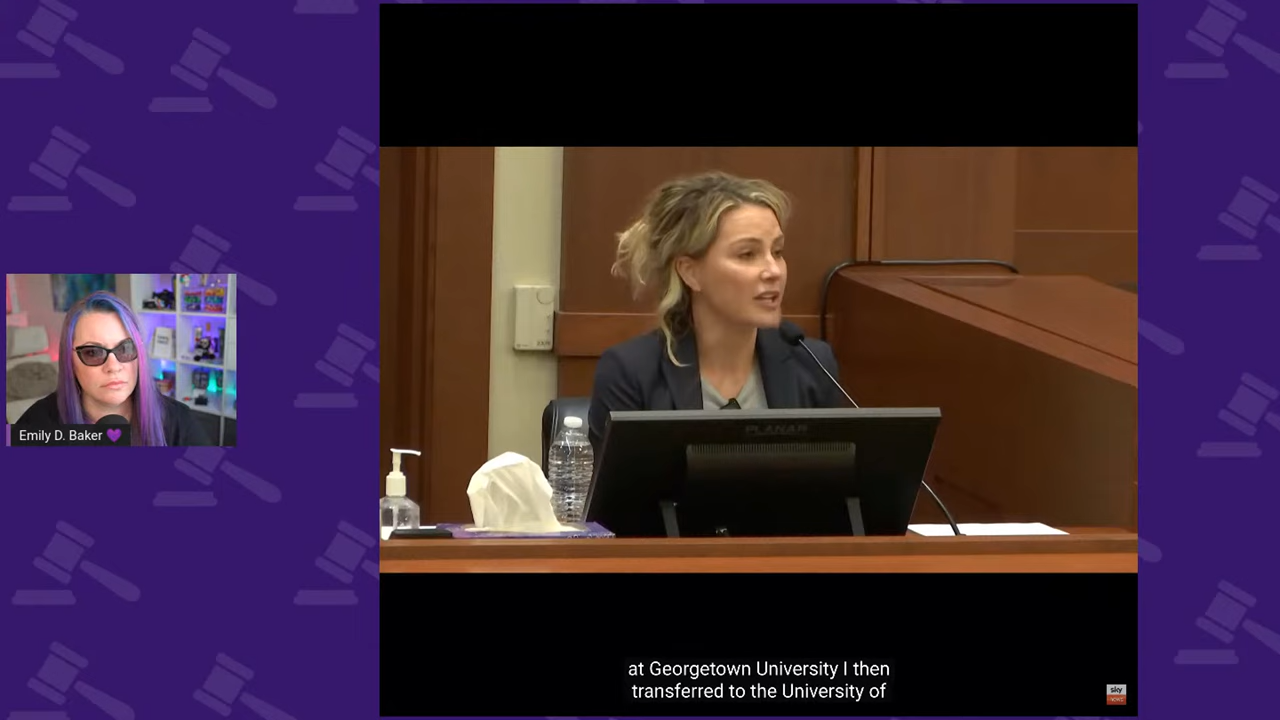 Emily D. Baker 💜
PLANAR
at Georgetown University I then
transferred to the University of
sky
news